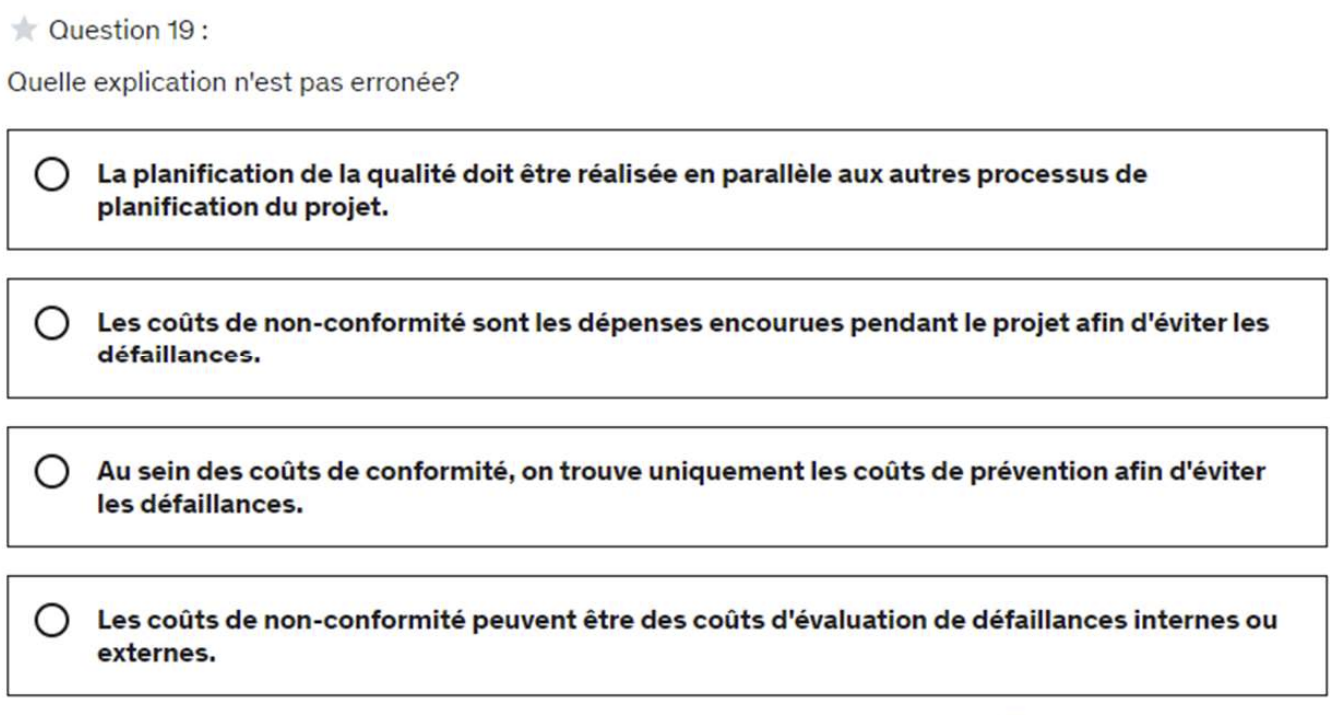 Question 19 :
Quelle explication n'est pas erronée?
La planification de la qualité doit être réalisée en parallèle aux autres processus de
planification du projet.
Les coûts de non-conformité sont les dépenses encourues pendant le projet afin d'éviter les
défaillances.
Au sein des coûts de conformité, on trouve uniquement les coûts de prévention afin d'éviter
les défaillances.
Les coûts de non-conformité peuvent être des coûts d'évaluation de défaillances internes ou
externes.